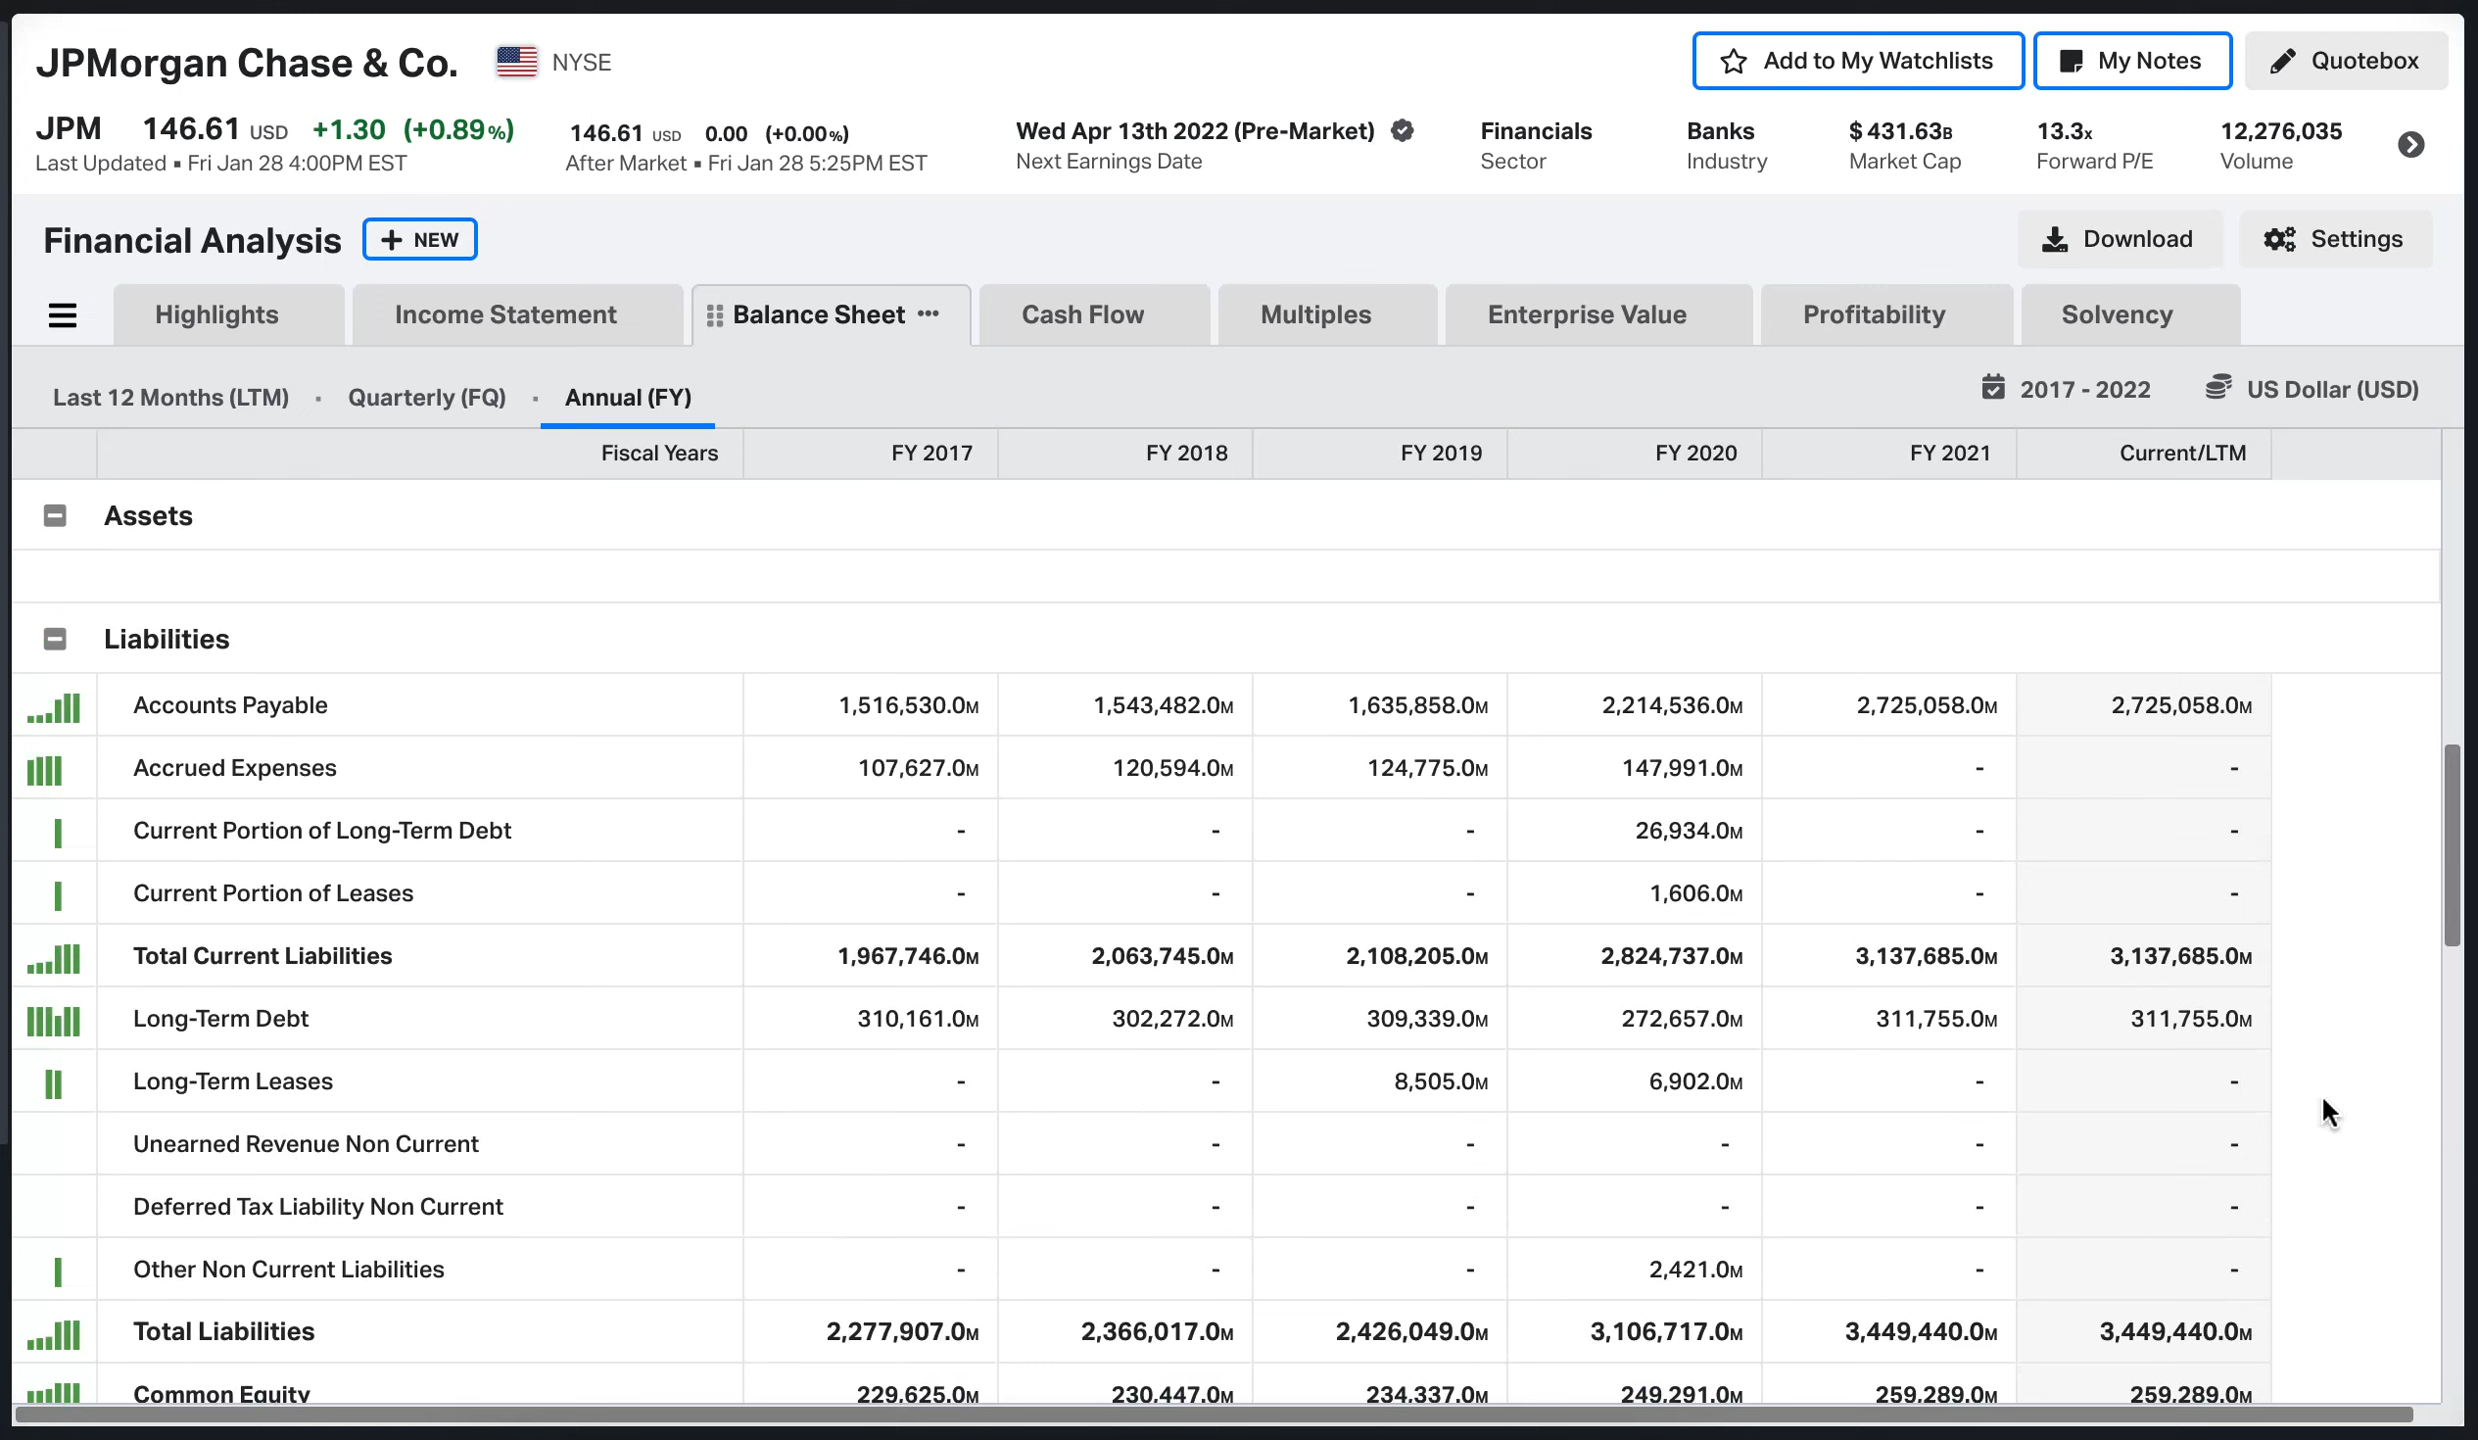 JPMorgan Chase & Co. NYSE
Add to My Watchlists My Notes Quotebox
JPM 146.61 USD +1.30 (+0.89%) 146.61 USD 0.00 (+0.00%) Wed Apr 13th 2022 (Pre-Market) Financials Banks $ 431.63B 13.3x 12,276,035
Last Updated ▪ Fri Jan 28 4:00PM EST After Market ▪ Fri Jan 28 5:25PM EST Next Earnings Date Sector Industry Market Cap Forward P/E Volume
Financial Analysis + NEW Download Settings
Highlights Income Statement Balance Sheet ••• Cash Flow Multiples Enterprise Value Profitability Solvency
Last 12 Months (LTM) · Quarterly (FQ) · Annual (FY) 2017 - 2022 US Dollar (USD)
Fiscal Years FY 2017 FY 2018 FY 2019 FY 2020 FY 2021 Current/LTM
Assets
Liabilities
Accounts Payable 1,516,530.0M 1,543,482.0M 1,635,858.0M 2,214,536.0M 2,725,058.0M 2,725,058.0M
Accrued Expenses 107,627.0M 120,594.0M 124,775.0M 147,991.0M - -
Current Portion of Long-Term Debt - - - 26,934.0M - -
Current Portion of Leases - - - 1,606.0M - -
Total Current Liabilities 1,967,746.0M 2,063,745.0M 2,108,205.0M 2,824,737.0M 3,137,685.0M 3,137,685.0M
Long-Term Debt 310,161.0M 302,272.0M 309,339.0M 272,657.0M 311,755.0M 311,755.0M
Long-Term Leases - - 8,505.0M 6,902.0M - -
Unearned Revenue Non Current - - - - - -
Deferred Tax Liability Non Current - - - - - -
Other Non Current Liabilities - - - 2,421.0M - -
Total Liabilities 2,277,907.0M 2,366,017.0M 2,426,049.0M 3,106,717.0M 3,449,440.0M 3,449,440.0M
Common Equity 229,625.0M 230,447.0M 234,337.0M 249,291.0M 259,289.0M 259,289.0M